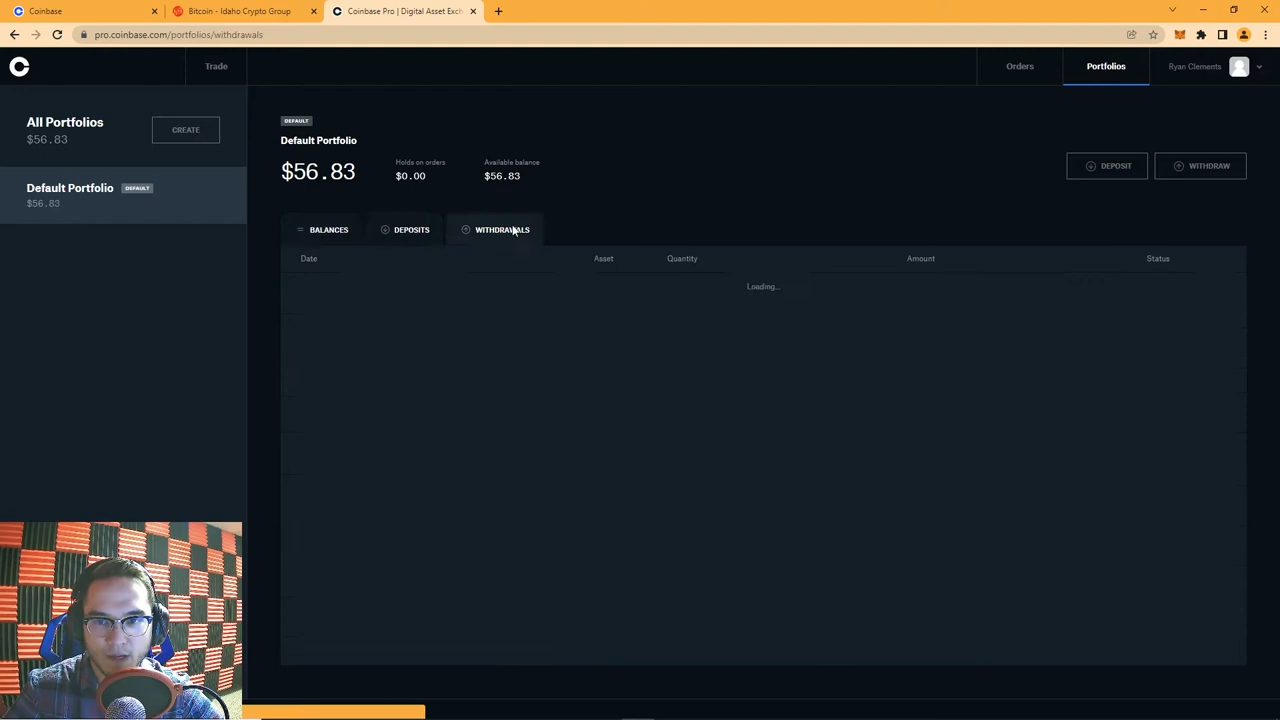 Coinbase
Bitcoin - Idaho Crypto Group
Coinbase Pro | Digital Asset Exch
pro.coinbase.com/portfolios/withdrawals
Trade
Orders
Portfolios
Ryan Clements
All Portfolios
$56.83
CREATE
Default Portfolio
DEFAULT
$56.83
DEFAULT
Default Portfolio
$56.83
Holds on orders
$0.00
Available balance
$56.83
DEPOSIT
WITHDRAW
BALANCES
DEPOSITS
WITHDRAWALS
Date
Asset
Quantity
Amount
Status
Loading...